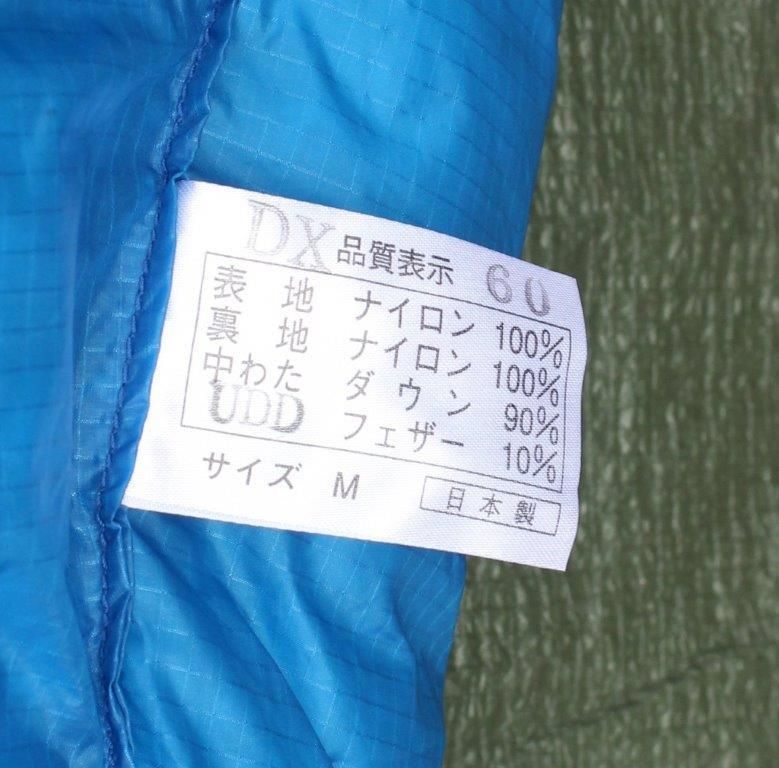 DX 品質表示 60
表地 ナイロン 100%
裏地 ナイロン 100%
中わた ダウン 90%
UDD フェザー 10%
サイズ M 日本製